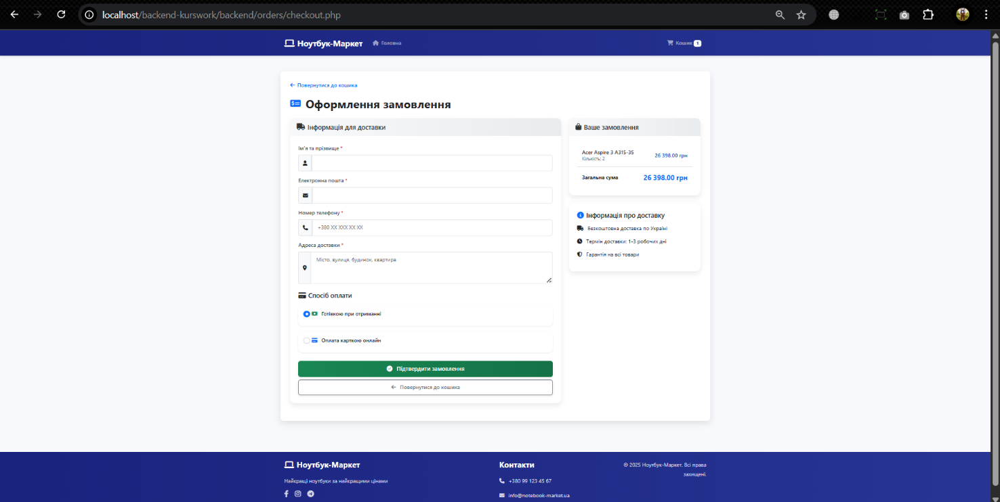 localhost/backend-kurswork/backend/orders/checkout.php
Ноутбук-Маркет
Головна
Кошик 1
Повернутися до кошика
Оформлення замовлення
Інформація для доставки
Ім'я та прізвище *
Електронна пошта *
Номер телефону *
+380 XX XXX XX XX
Адреса доставки *
Місто, вулиця, будинок, квартира
Спосіб оплати
Готівкою при отриманні
Оплата карткою онлайн
Підтвердити замовлення
Повернутися до кошика
Ваше замовлення
Acer Aspire 3 A315-35
Кількість: 2
26 398.00 грн
Загальна сума
26 398.00 грн
Інформація про доставку
Безкоштовна доставка по Україні
Термін доставки: 1-3 робочих дні
Гарантія на всі товари
Ноутбук-Маркет
Найкращі ноутбуки за найкращими цінами
Контакти
+380 99 123 45 67
info@notebook-market.ua
© 2025 Ноутбук-Маркет. Всі права
захищені.